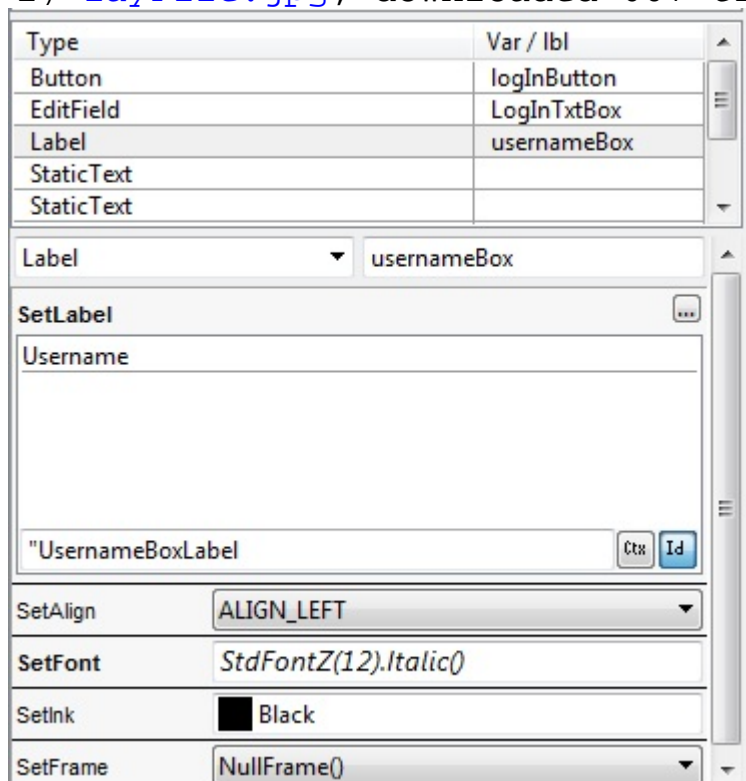 Type Var / lbl
Button logInButton
EditField LogInTxtBox
Label usernameBox
StaticText
StaticText
Label usernameBox
SetLabel ...
Username
"UsernameBoxLabel Ctx Id
SetAlign ALIGN_LEFT
SetFont StdFontZ(12).Italic()
SetInk Black
SetFrame NullFrame()